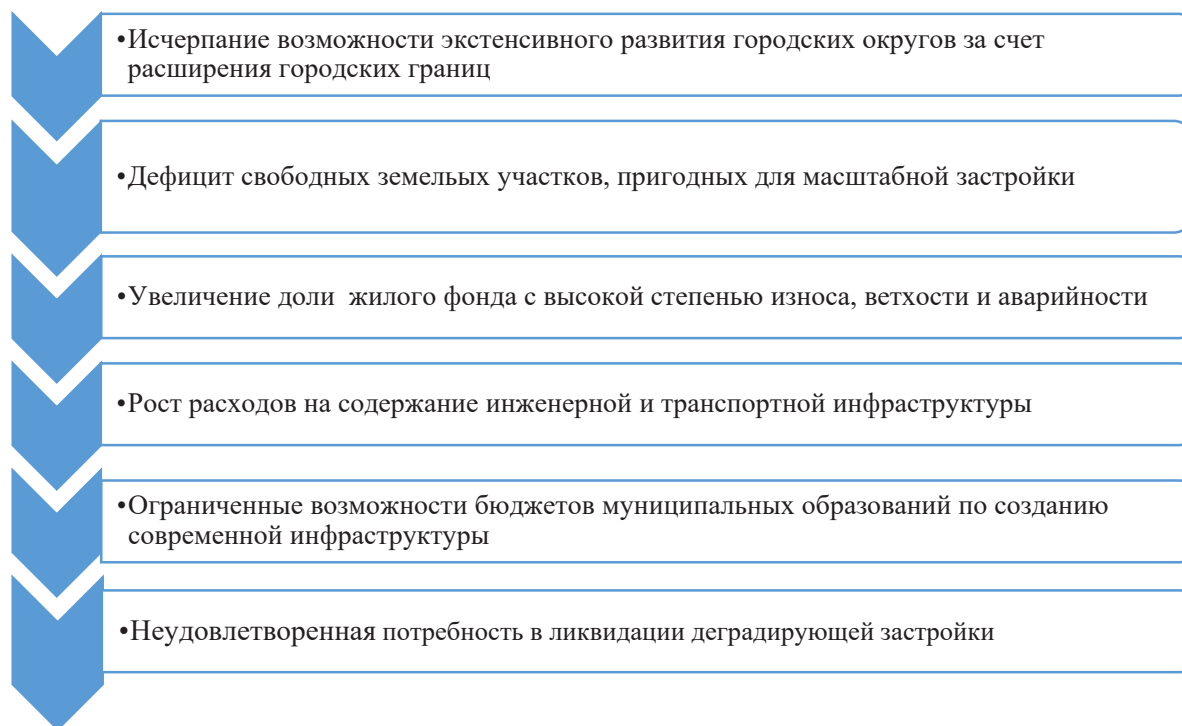 •Исчерпание возможности экстенсивного развития городских округов за счет
расширения городских границ
•Дефицит свободных земельых участков, пригодных для масштабной застройки
•Увеличение доли  жилого фонда с высокой степенью износа, ветхости и аварийности
•Рост расходов на содержание инженерной и транспортной инфраструктуры
•Ограниченные возможности бюджетов муниципальных образований по созданию
современной инфраструктуры
•Неудовлетворенная потребность в ликвидации деградирующей застройки